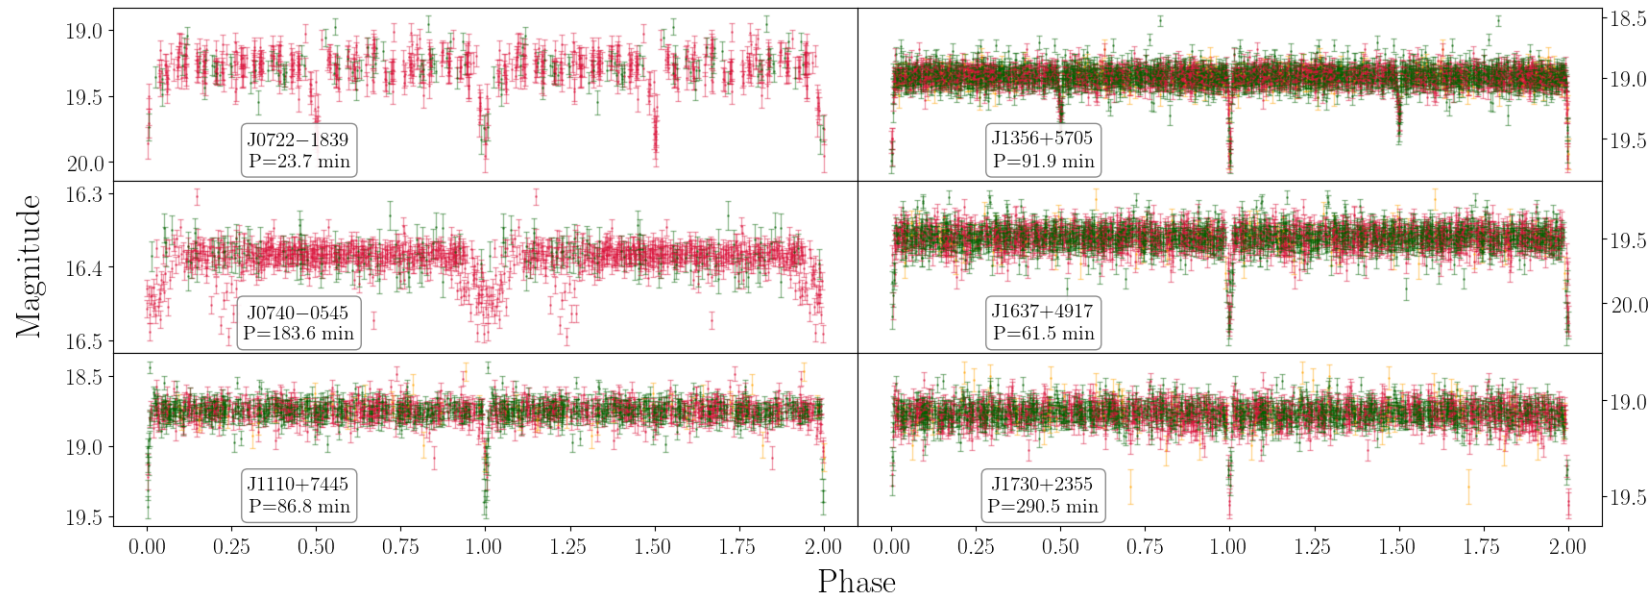 Magnitude
19.0
19.5
20.0
J0722−1839
P=23.7 min
18.5
19.0
19.5
J1356+5705
P=91.9 min
16.3
16.4
16.5
J0740−0545
P=183.6 min
19.5
20.0
J1637+4917
P=61.5 min
18.5
19.0
19.5
J1110+7445
P=86.8 min
19.0
19.5
J1730+2355
P=290.5 min
0.00 0.25 0.50 0.75 1.00 1.25 1.50 1.75 2.00
0.00 0.25 0.50 0.75 1.00 1.25 1.50 1.75 2.00
Phase